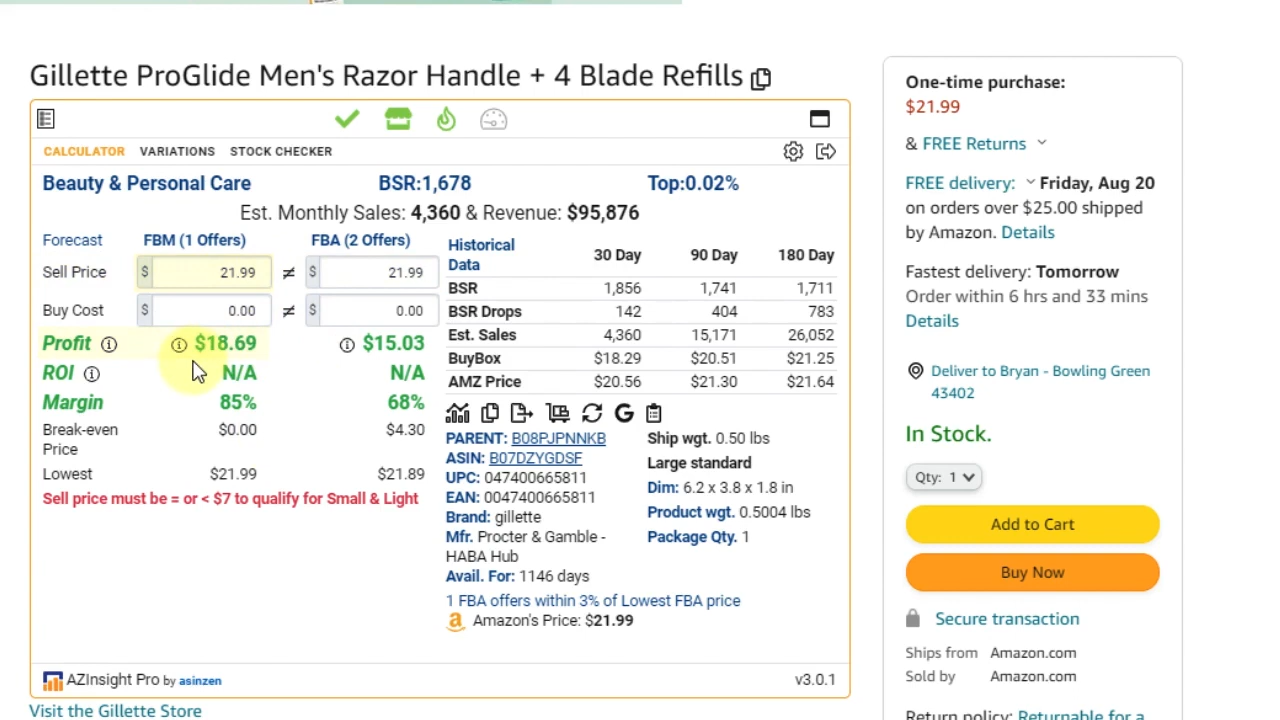 Gillette ProGlide Men's Razor Handle + 4 Blade Refills
CALCULATOR VARIATIONS STOCK CHECKER
Beauty & Personal Care BSR:1,678 Top:0.02%
Est. Monthly Sales: 4,360 & Revenue: $95,876
Forecast FBM (1 Offers) FBA (2 Offers)
Sell Price $ 21.99 ≠ $ 21.99
Buy Cost $ 0.00 ≠ $ 0.00
Profit $18.69 $15.03
ROI N/A N/A
Margin 85% 68%
Break-even Price $0.00 $4.30
Lowest $21.99 $21.89
Sell price must be = or < $7 to qualify for Small & Light
Historical Data 30 Day 90 Day 180 Day
BSR 1,856 1,741 1,711
BSR Drops 142 404 783
Est. Sales 4,360 15,171 26,052
BuyBox $18.29 $20.51 $21.25
AMZ Price $20.56 $21.30 $21.64
G
PARENT: B08PJPNNKB
ASIN: B07DZYGDSF
UPC: 047400665811
EAN: 0047400665811
Brand: gillette
Mfr. Procter & Gamble -
HABA Hub
Avail. For: 1146 days
Ship wgt. 0.50 lbs
Large standard
Dim: 6.2 x 3.8 x 1.8 in
Product wgt. 0.5004 lbs
Package Qty. 1
1 FBA offers within 3% of Lowest FBA price
a Amazon's Price: $21.99
AZInsight Pro by asinzen v3.0.1
Visit the Gillette Store
One-time purchase:
$21.99
& FREE Returns
FREE delivery: Friday, Aug 20
on orders over $25.00 shipped
by Amazon. Details
Fastest delivery: Tomorrow
Order within 6 hrs and 33 mins
Details
Deliver to Bryan - Bowling Green
43402
In Stock.
Qty: 1
Add to Cart
Buy Now
Secure transaction
Ships from Amazon.com
Sold by Amazon.com
Return policy: Returnable for a